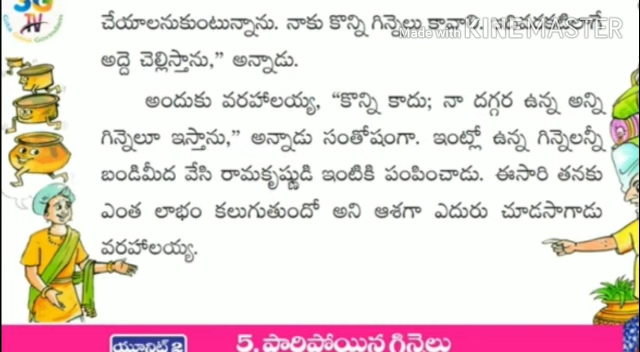 చేయాలనుకుంటున్నాను. నాకు కొన్ని గిన్నెలు కావాలి.
Made with KINEMASTER
అద్దె చెల్లిస్తాను,” అన్నాడు.
అందుకు వరహాలయ్య, “కొన్ని కాదు; నా దగ్గర ఉన్న అన్ని
గిన్నెలూ ఇస్తాను,” అన్నాడు సంతోషంగా. ఇంట్లో ఉన్న గిన్నెలన్నీ
బండిమీద వేసి రామకృష్ణుడి ఇంటికి పంపించాడు. ఈసారి తనకు
ఎంత లాభం కలుగుతుందో అని ఆశగా ఎదురు చూడసాగాడు
వరహాలయ్య.
యూనిట్ 2
5. పారిపోయిన గిన్నెలు